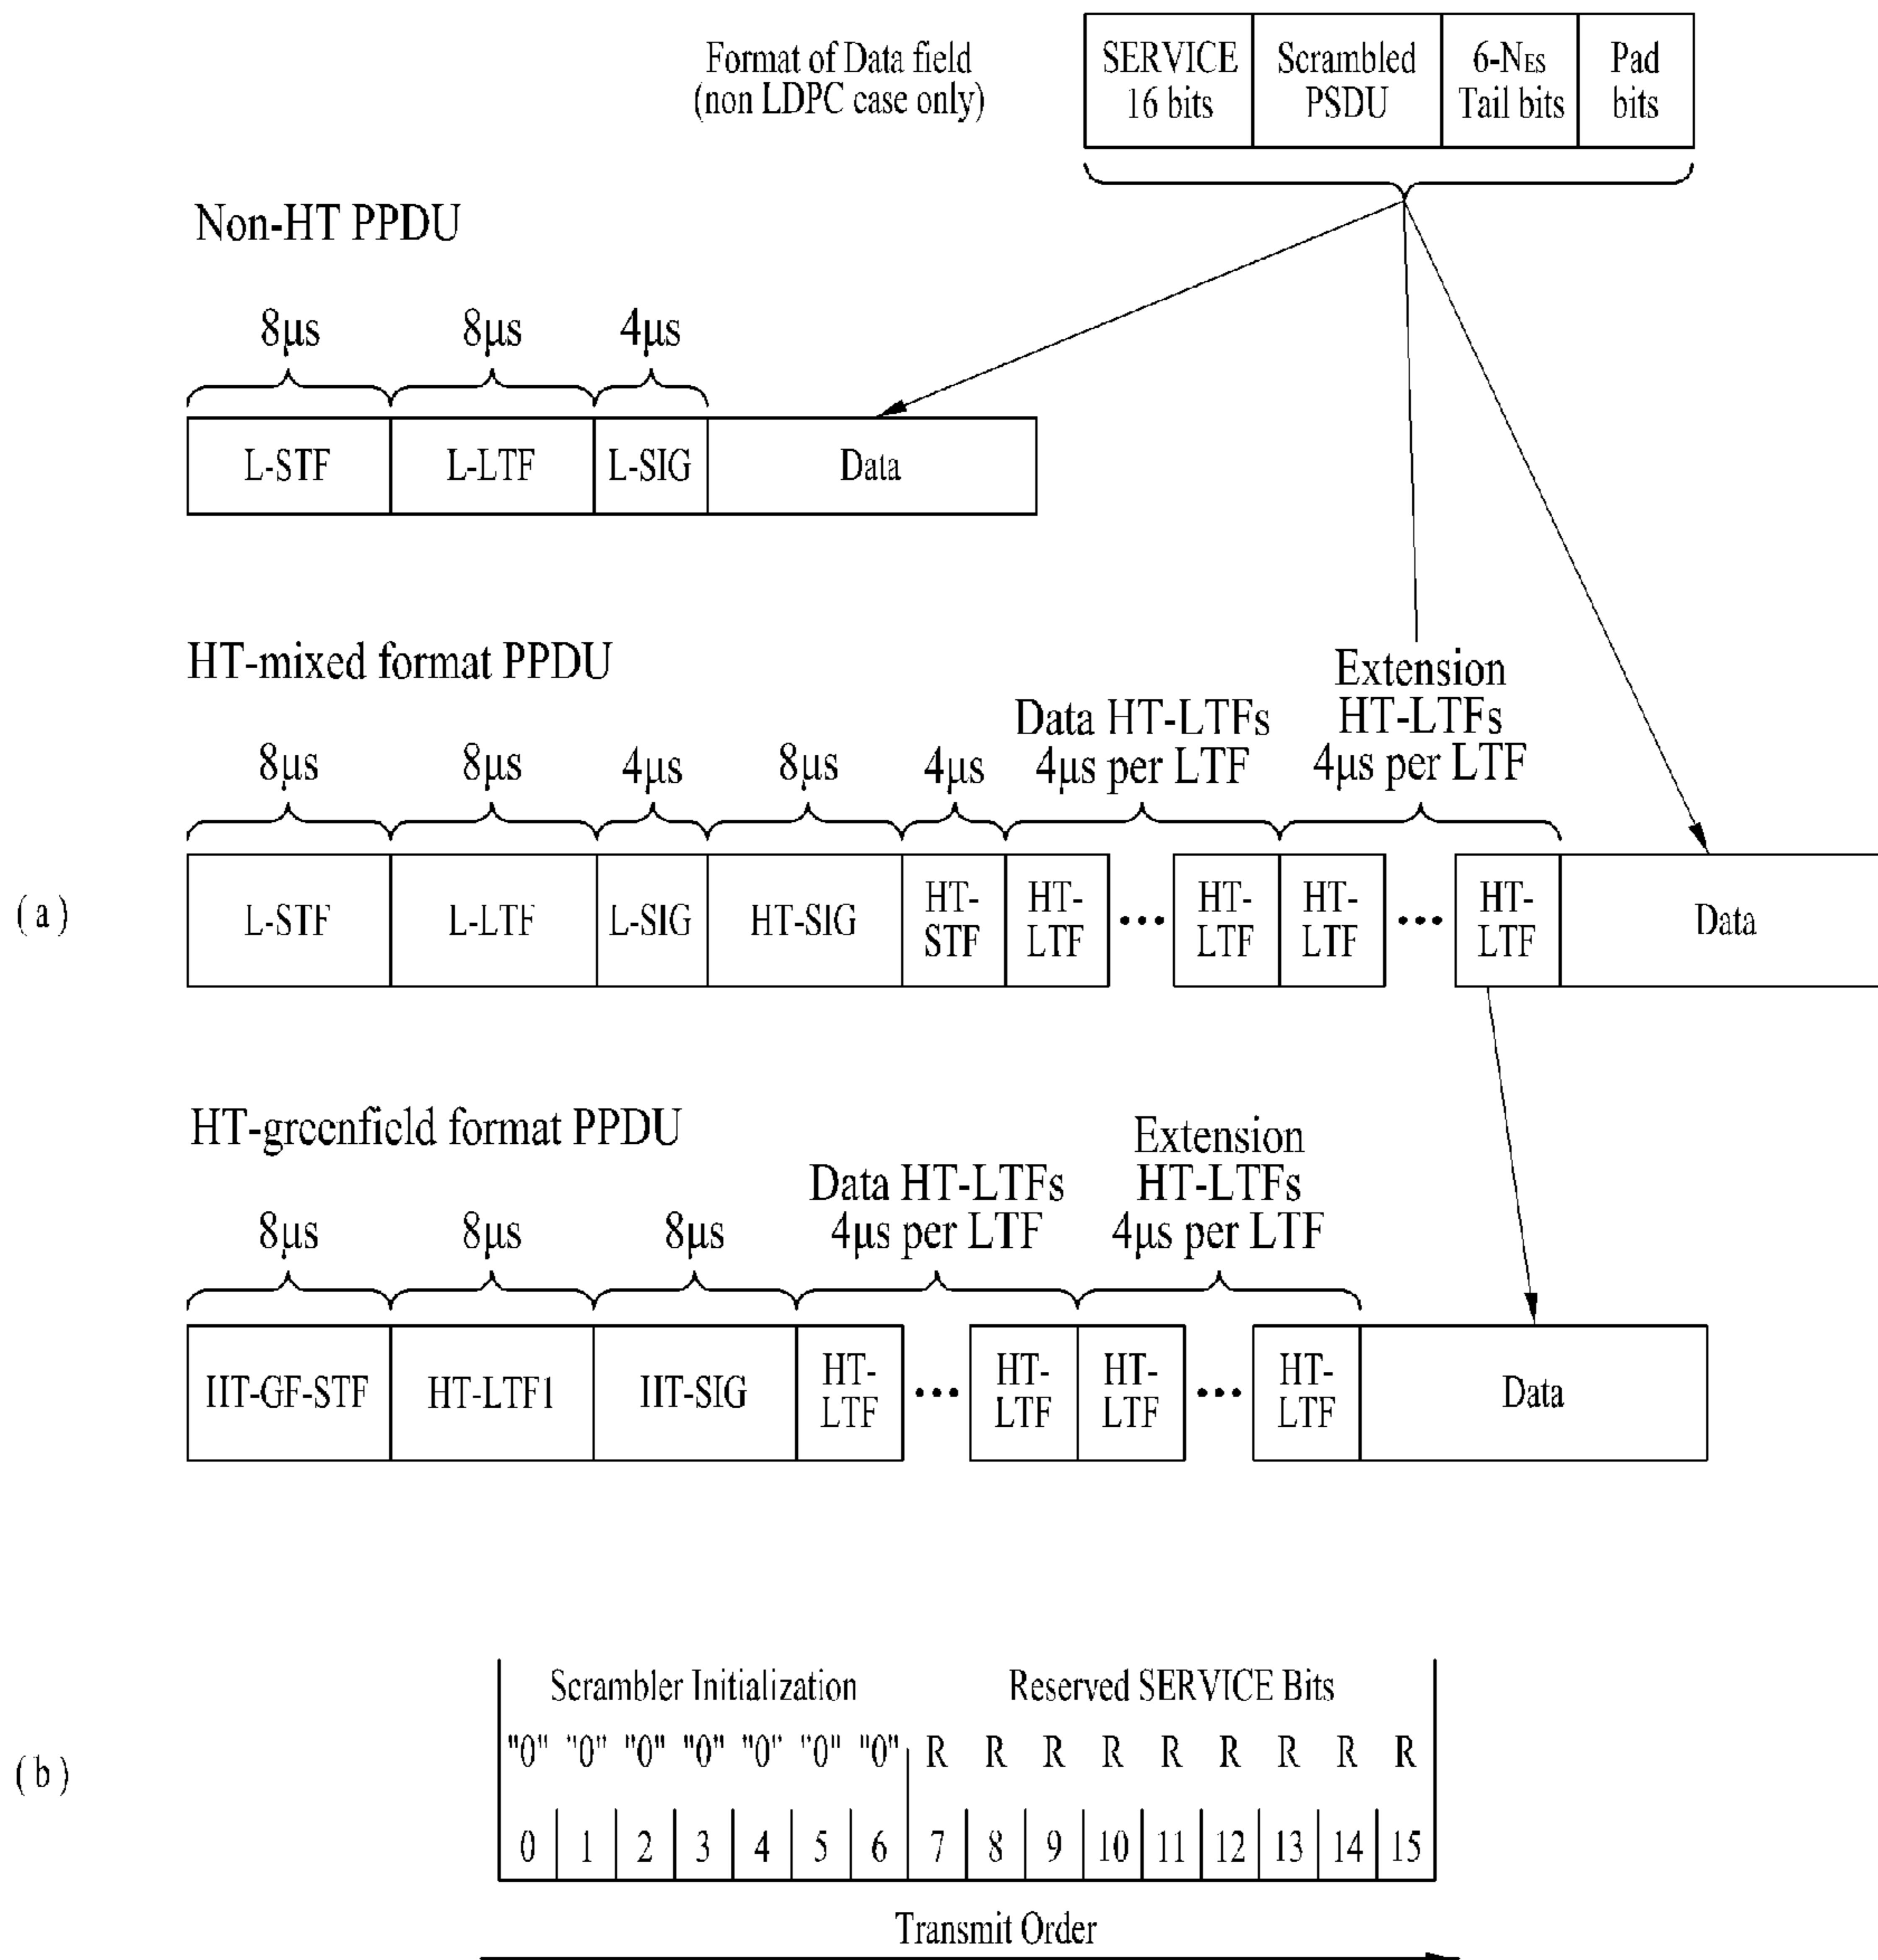 Format of Data field
(non LDPC case only)
SERVICE
16 bits
Scrambled
PSDU
6-NES
Tail bits
Pad
bits
Non-HT PPDU
8µs 8µs 4µs
L-STF L-LTF L-SIG Data
HT-mixed format PPDU
8µs 8µs 4µs 8µs 4µs
Data HT-LTFs
4µs per LTF
Extension
HT-LTFs
4µs per LTF
(a)
L-STF L-LTF L-SIG HT-SIG
HT-
STF
HT-
LTF
...
HT-
LTF
HT-
LTF
...
HT-
LTF
Data
HT-greenfield format PPDU
8µs 8µs 8µs
Data HT-LTFs
4µs per LTF
Extension
HT-LTFs
4µs per LTF
HT-GF-STF HT-LTF1 HT-SIG
HT-
LTF
...
HT-
LTF
HT-
LTF
...
HT-
LTF
Data
(b)
Scrambler Initialization Reserved SERVICE Bits
"0" "0" "0" "0" "0" "0" "0" R R R R R R R R R
0 1 2 3 4 5 6 7 8 9 10 11 12 13 14 15
Transmit Order